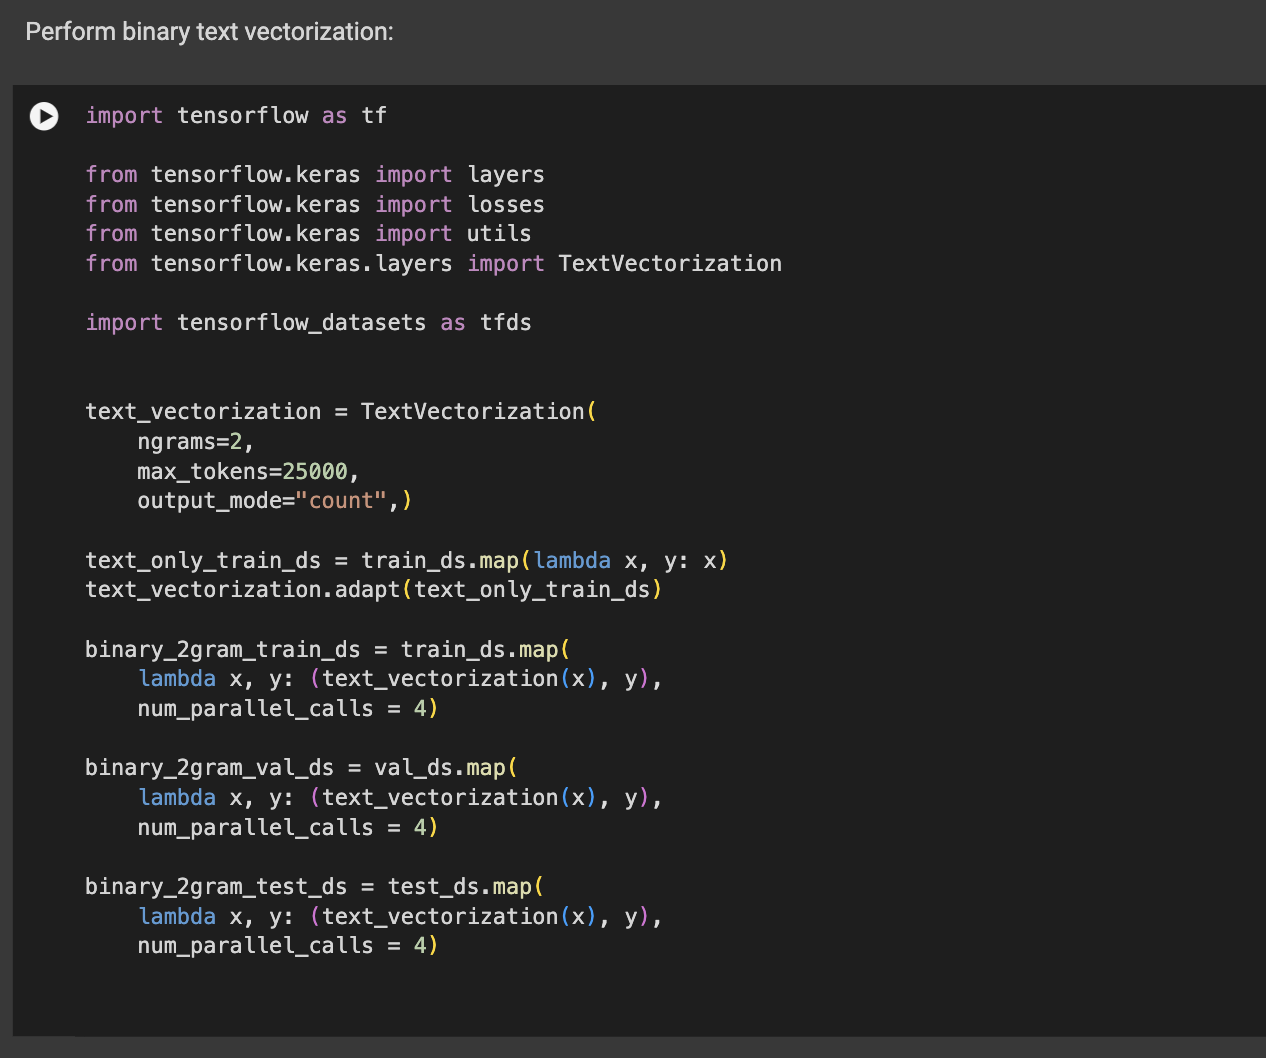 Perform binary text vectorization:
import tensorflow as tf
from tensorflow.keras import layers
from tensorflow.keras import losses
from tensorflow.keras import utils
from tensorflow.keras.layers import TextVectorization
import tensorflow_datasets as tfds
text_vectorization = TextVectorization(
    ngrams=2,
    max_tokens=25000,
    output_mode="count",)
text_only_train_ds = train_ds.map(lambda x, y: x)
text_vectorization.adapt(text_only_train_ds)
binary_2gram_train_ds = train_ds.map(
    lambda x, y: (text_vectorization(x), y),
    num_parallel_calls = 4)
binary_2gram_val_ds = val_ds.map(
    lambda x, y: (text_vectorization(x), y),
    num_parallel_calls = 4)
binary_2gram_test_ds = test_ds.map(
    lambda x, y: (text_vectorization(x), y),
    num_parallel_calls = 4)